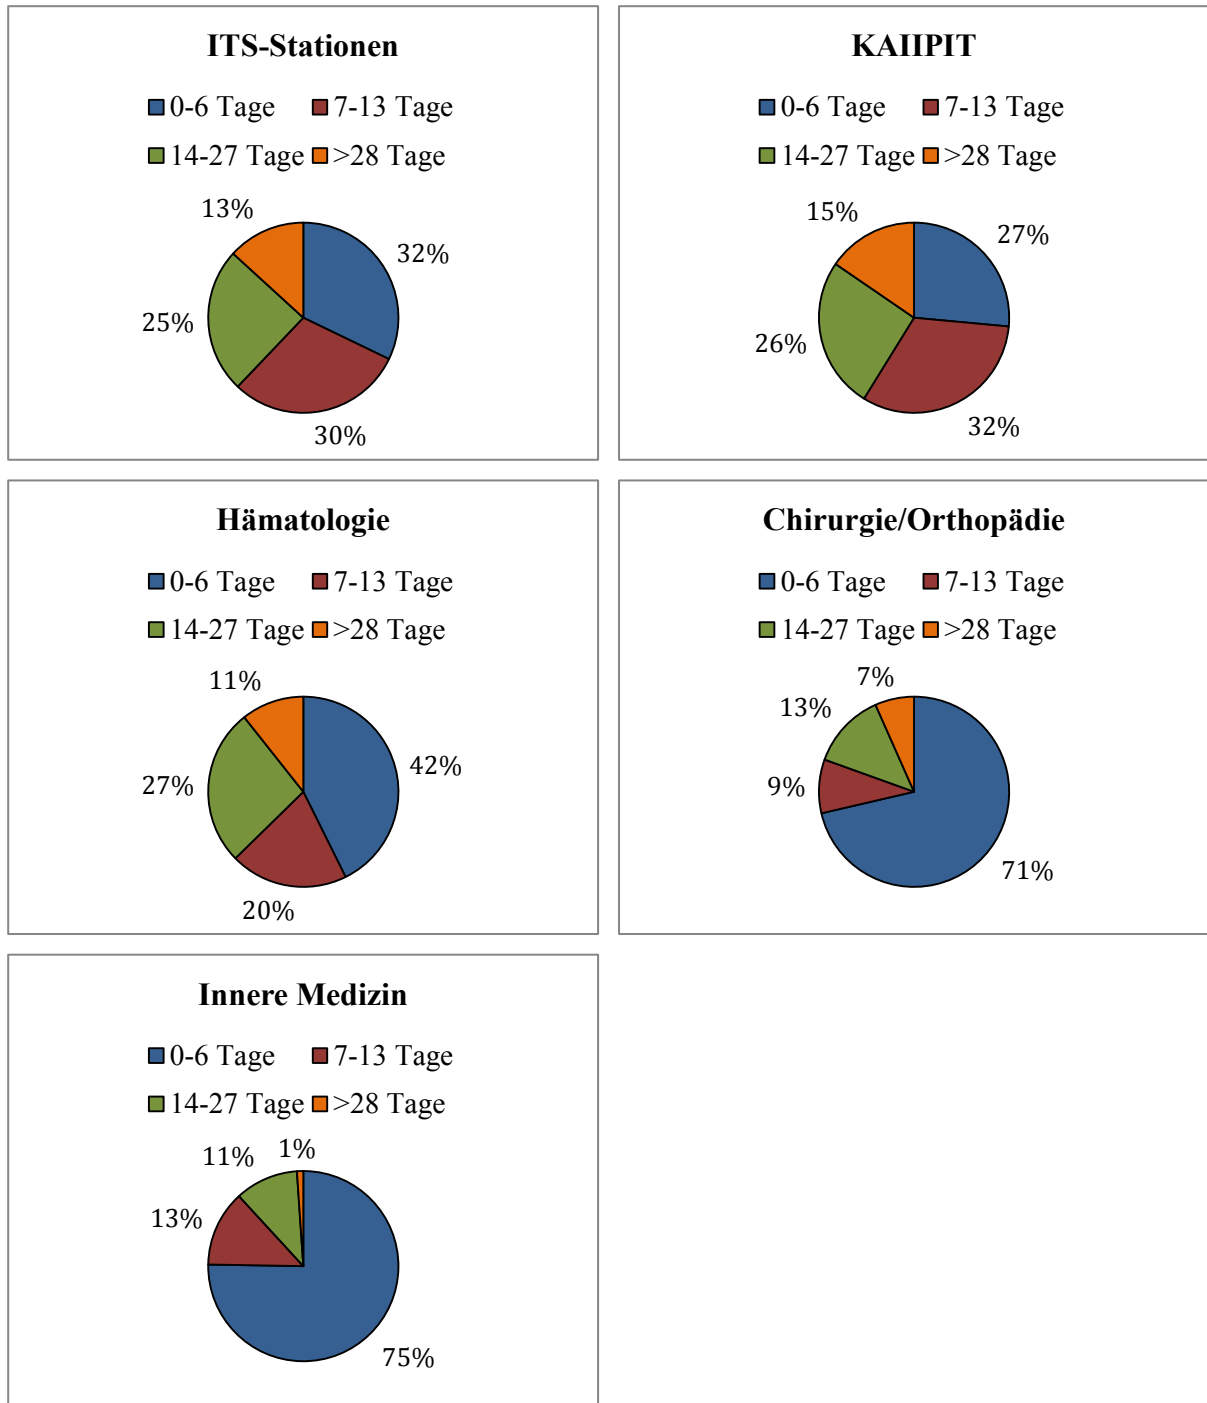 ITS-Stationen
0-6 Tage 7-13 Tage
14-27 Tage >28 Tage
13%
32%
25%
30%
KAIIPIT
0-6 Tage 7-13 Tage
14-27 Tage >28 Tage
15%
27%
26%
32%
Hämatologie
0-6 Tage 7-13 Tage
14-27 Tage >28 Tage
11%
42%
27%
20%
Chirurgie/Orthopädie
0-6 Tage 7-13 Tage
14-27 Tage >28 Tage
7%
13%
9%
71%
Innere Medizin
0-6 Tage 7-13 Tage
14-27 Tage >28 Tage
1%
11%
13%
75%